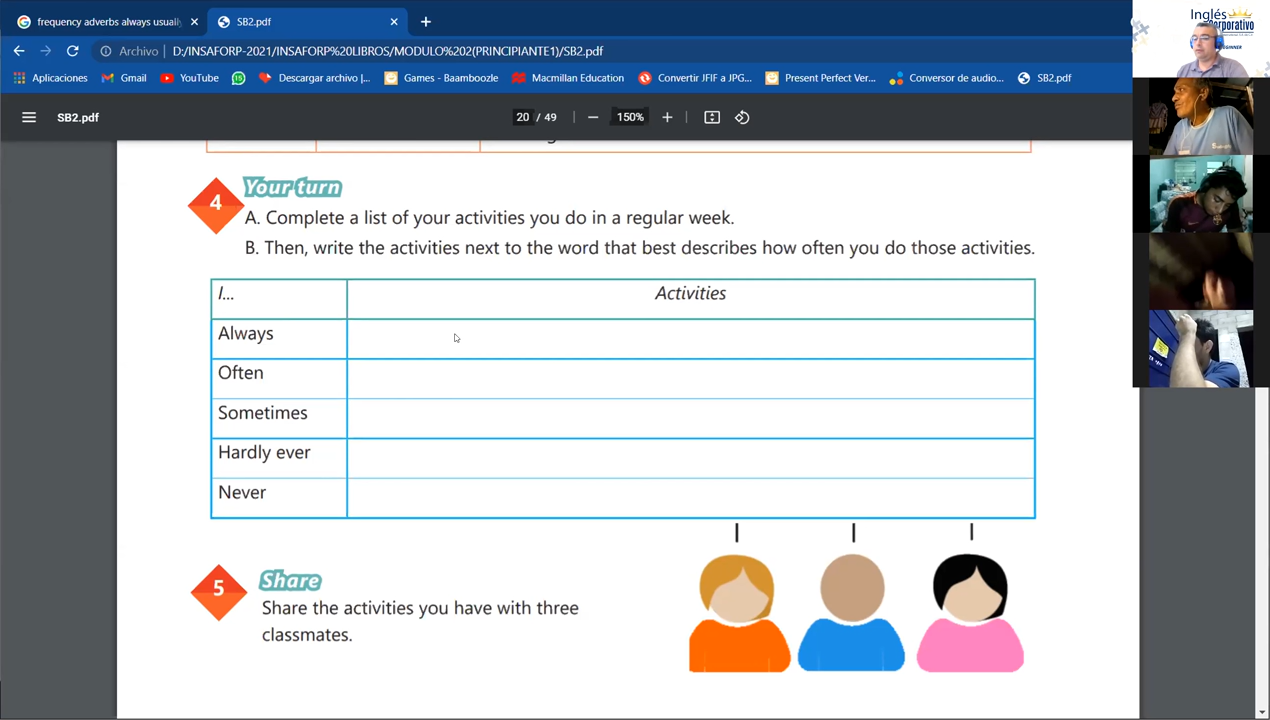 frequency adverbs always usually
SB2.pdf
Archivo
D:/INSAFORP-2021/INSAFORP%20LIBROS/MODULO%202(PRINCIPIANTE1)/SB2.pdf
Aplicaciones
Gmail
YouTube
Descargar archivo |...
Games - Baamboozle
Macmillan Education
Convertir JFIF a JPG...
Present Perfect Ver...
Conversor de audio...
SB2.pdf
SB2.pdf
20 / 49
150%
Inglés
Corporativo
4
Your turn
A. Complete a list of your activities you do in a regular week.
B. Then, write the activities next to the word that best describes how often you do those activities.
I...
Activities
Always
Often
Sometimes
Hardly ever
Never
5
Share
Share the activities you have with three
classmates.